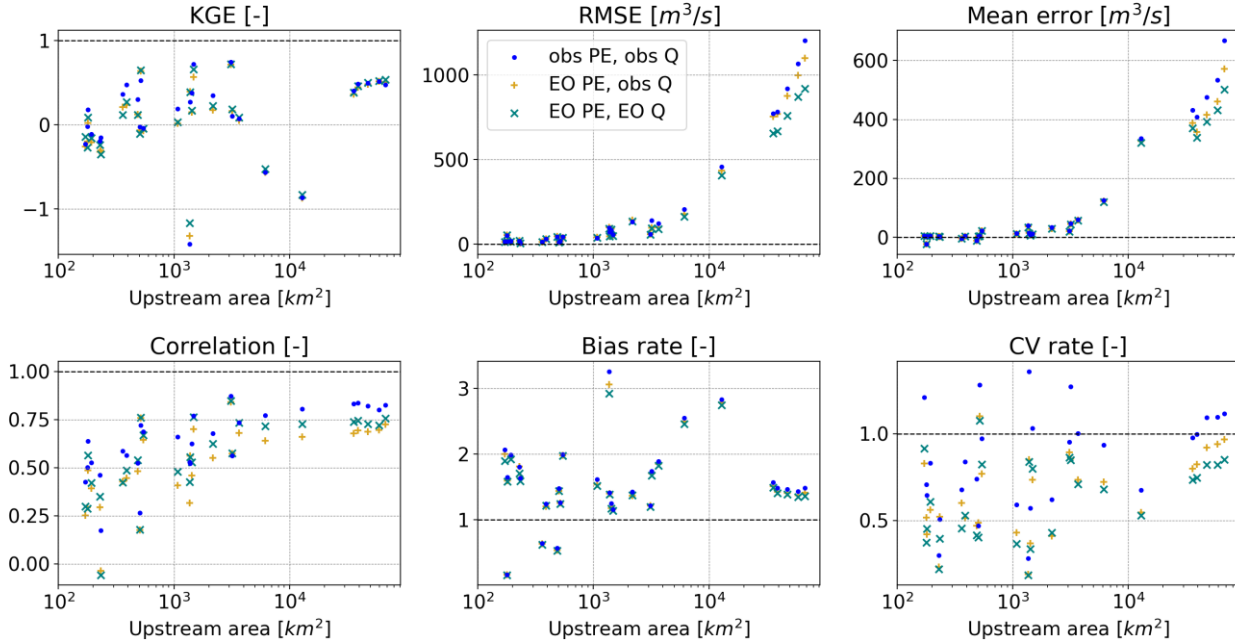 KGE [-]
1
0
−1
10²
10³
10⁴
Upstream area [km²]
RMSE [m³/s]
obs PE, obs Q
EO PE, obs Q
EO PE, EO Q
1000
500
0
10²
10³
10⁴
Upstream area [km²]
Mean error [m³/s]
600
400
200
0
10²
10³
10⁴
Upstream area [km²]
Correlation [-]
1.00
0.75
0.50
0.25
0.00
10²
10³
10⁴
Upstream area [km²]
Bias rate [-]
3
2
1
10²
10³
10⁴
Upstream area [km²]
CV rate [-]
1.0
0.5
10²
10³
10⁴
Upstream area [km²]